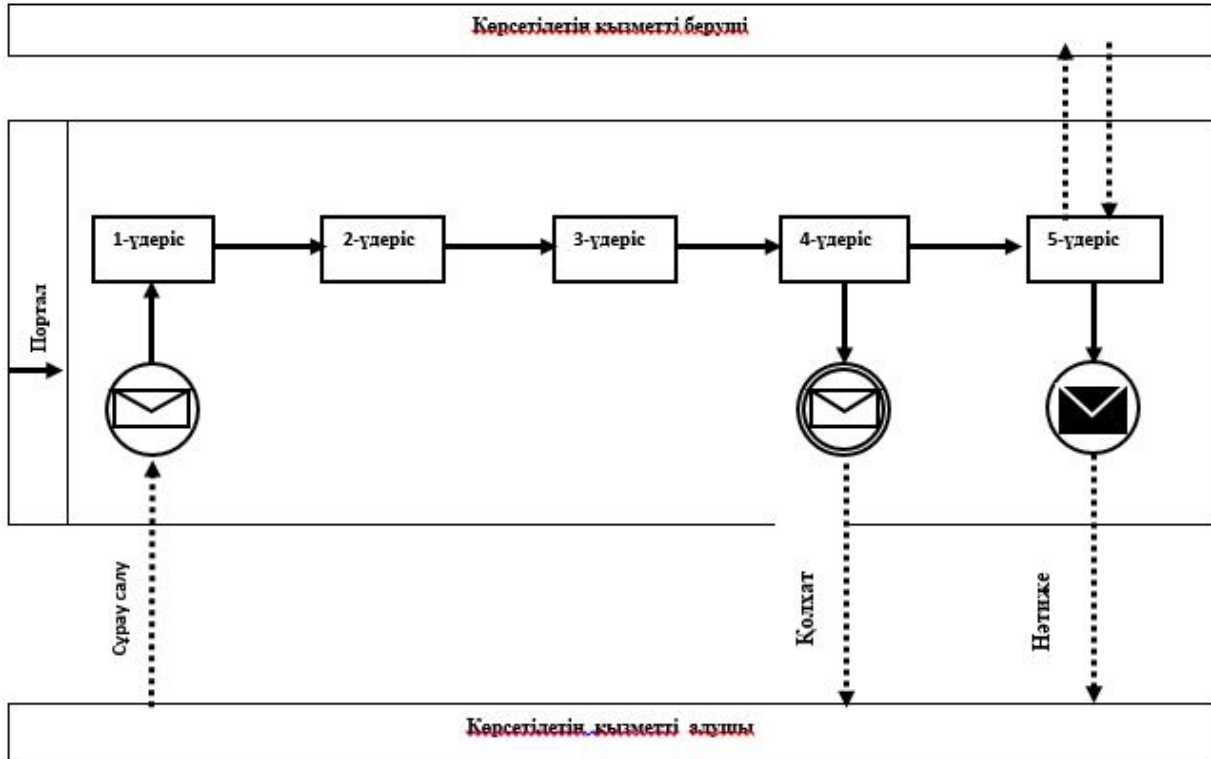 Көрсетілетін қызметті беруші
Портал
1-үдеріс
2-үдеріс
3-үдеріс
4-үдеріс
5-үдеріс
Сұрау салу
Қолхат
Нәтиже
Көрсетілетін қызметті алушы